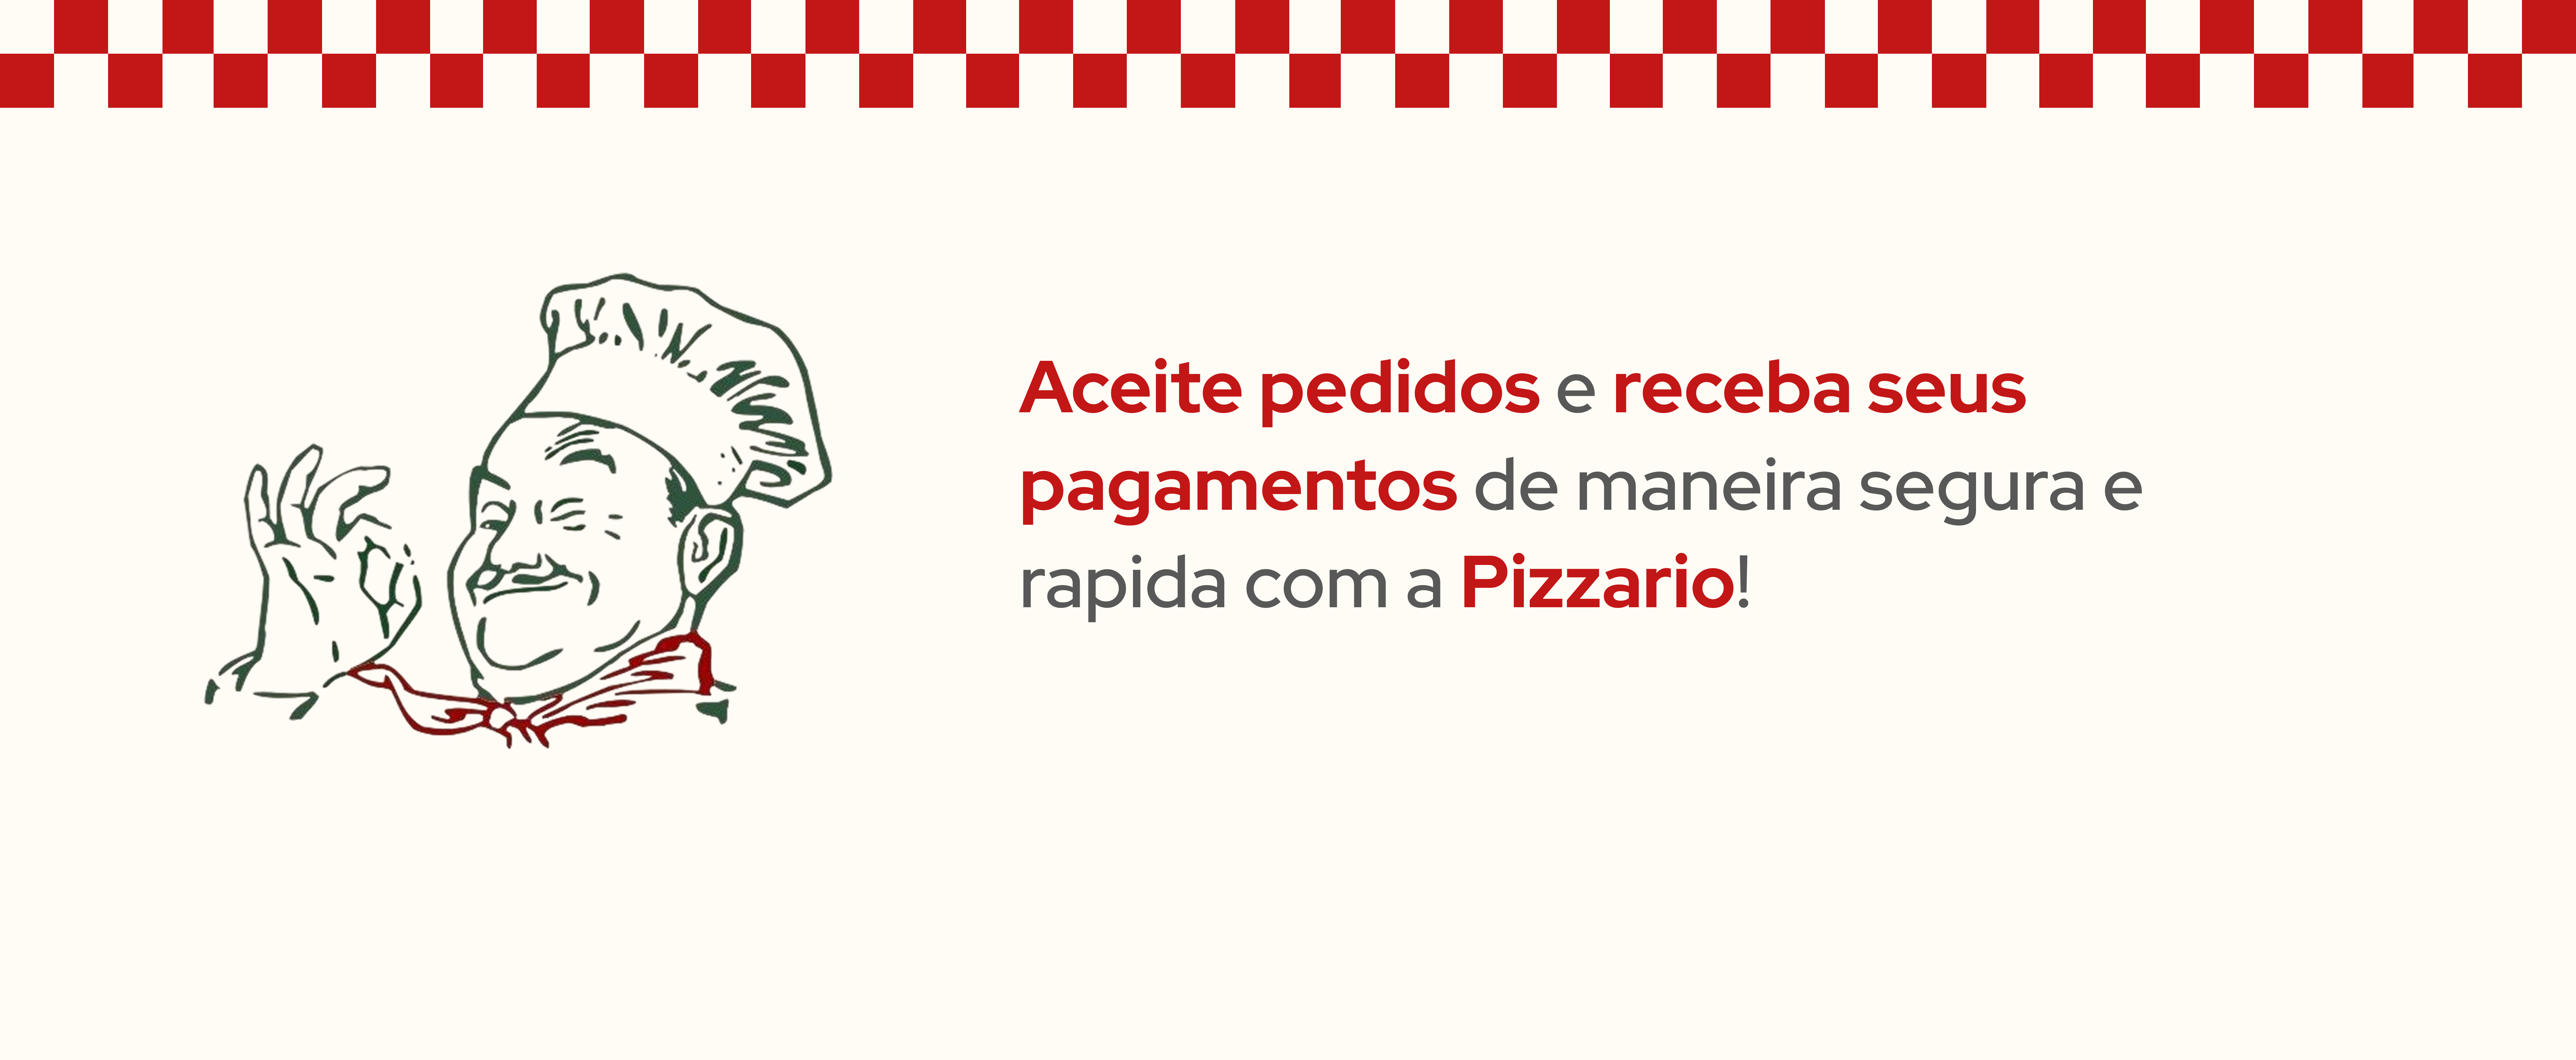 Aceite pedidos e receba seus
pagamentos de maneira segura e
rapida com a Pizzario!